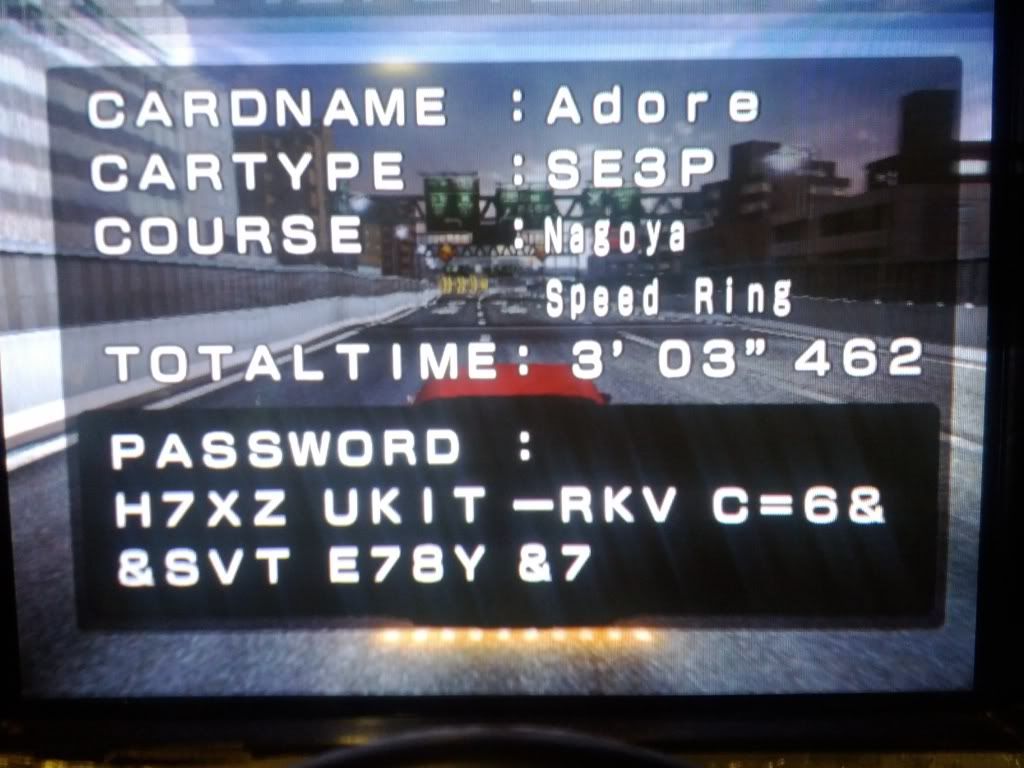 CARDNAME : Adore
CARTYPE : SE3P
COURSE : Nagoya
Speed Ring
TOTALTIME: 3' 03" 462
PASSWORD :
H7XZ UKIT –RKV C=6&
&SVT E78Y &7